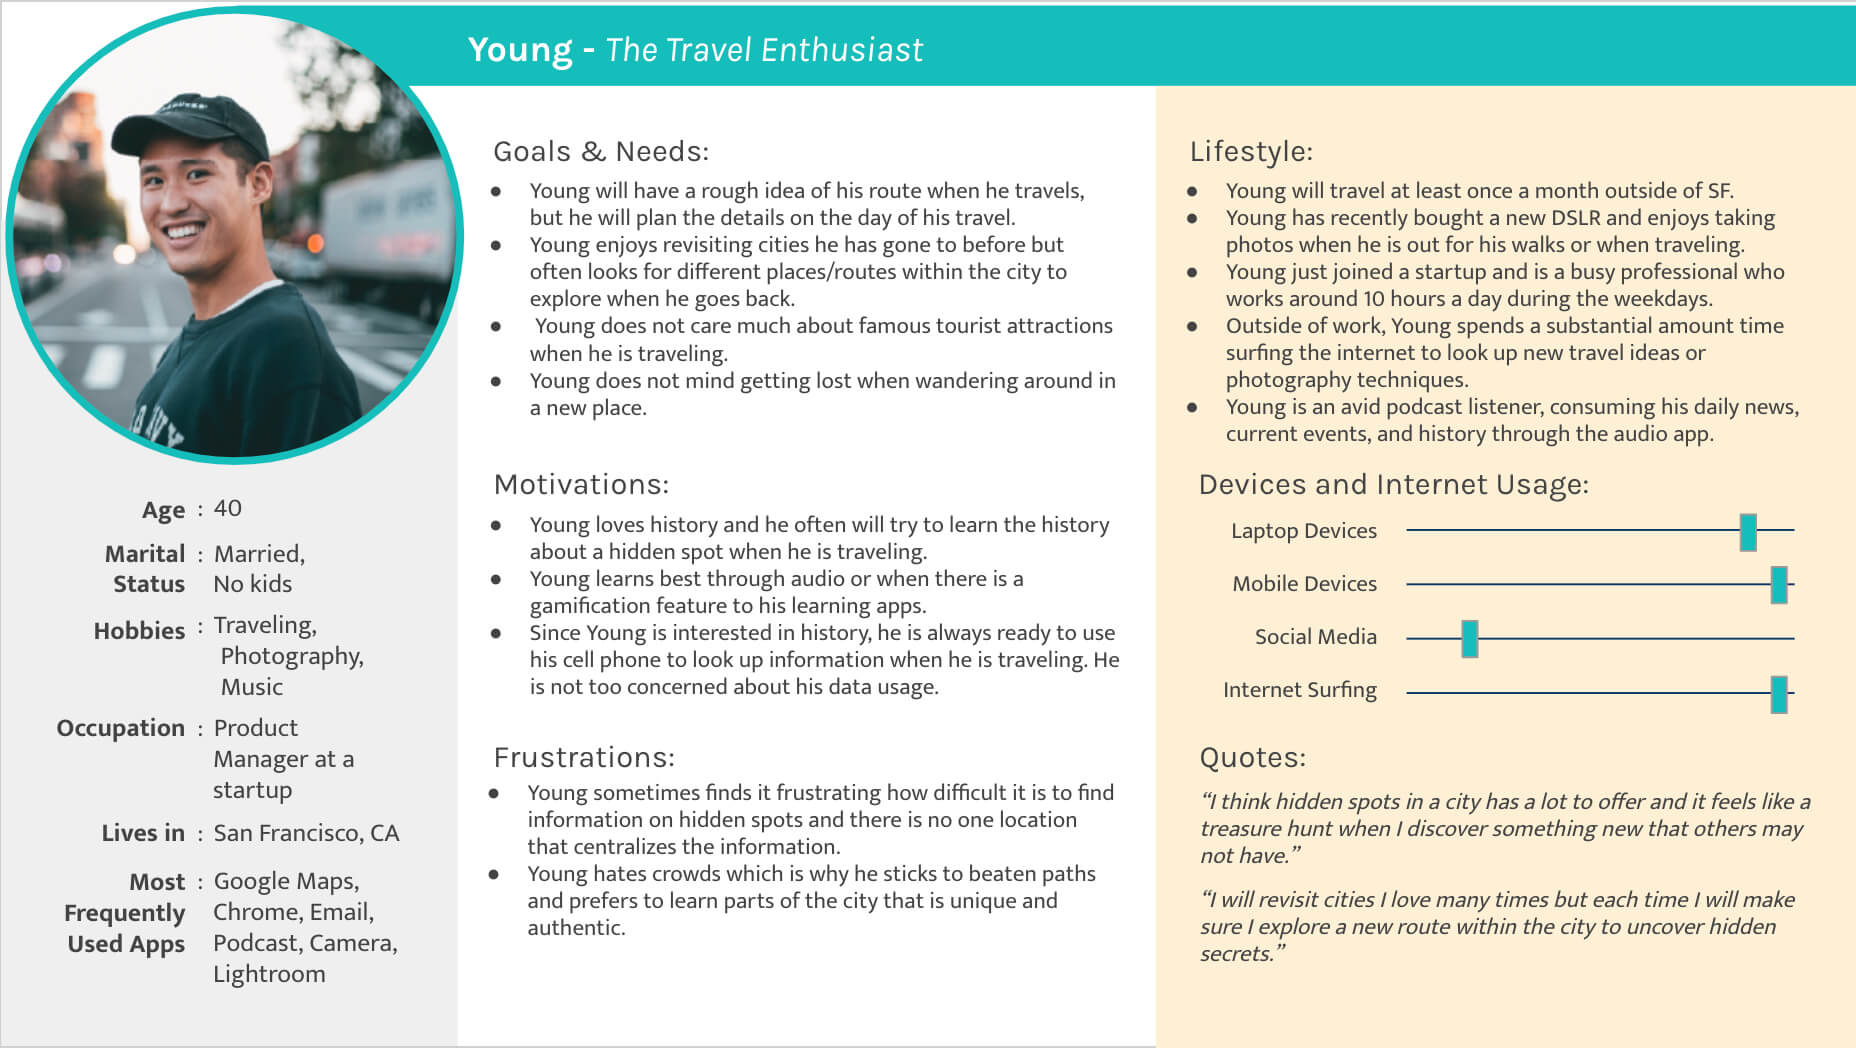 Young - The Travel Enthusiast
Age : 40
Marital : Married,
Status No kids
Hobbies : Traveling,
Photography,
Music
Occupation : Product
Manager at a
startup
Lives in : San Francisco, CA
Most : Google Maps,
Frequently Chrome, Email,
Used Apps Podcast, Camera,
Lightroom
Goals & Needs:
● Young will have a rough idea of his route when he travels,
but he will plan the details on the day of his travel.
● Young enjoys revisiting cities he has gone to before but
often looks for different places/routes within the city to
explore when he goes back.
● Young does not care much about famous tourist attractions
when he is traveling.
● Young does not mind getting lost when wandering around in
a new place.
Motivations:
● Young loves history and he often will try to learn the history
about a hidden spot when he is traveling.
● Young learns best through audio or when there is a
gamification feature to his learning apps.
● Since Young is interested in history, he is always ready to use
his cell phone to look up information when he is traveling. He
is not too concerned about his data usage.
Frustrations:
● Young sometimes finds it frustrating how difficult it is to find
information on hidden spots and there is no one location
that centralizes the information.
● Young hates crowds which is why he sticks to beaten paths
and prefers to learn parts of the city that is unique and
authentic.
Lifestyle:
● Young will travel at least once a month outside of SF.
● Young has recently bought a new DSLR and enjoys taking
photos when he is out for his walks or when traveling.
● Young just joined a startup and is a busy professional who
works around 10 hours a day during the weekdays.
● Outside of work, Young spends a substantial amount time
surfing the internet to look up new travel ideas or
photography techniques.
● Young is an avid podcast listener, consuming his daily news,
current events, and history through the audio app.
Devices and Internet Usage:
Laptop Devices
Mobile Devices
Social Media
Internet Surfing
Quotes:
“I think hidden spots in a city has a lot to offer and it feels like a
treasure hunt when I discover something new that others may
not have.”
“I will revisit cities I love many times but each time I will make
sure I explore a new route within the city to uncover hidden
secrets.”